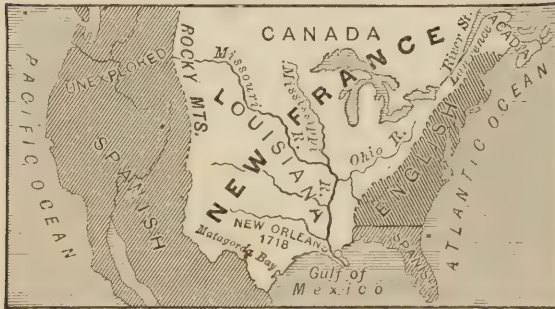 CANADA
NEW FRANCE
LOUISIANA
PACIFIC OCEAN
UNEXPLORED
SPANISH
ROCKY MTS.
Missouri
R.
Mississippi
R.
Ohio R.
River St.
Lawrence
ACADIA
ENGLISH
ATLANTIC OCEAN
SPANISH
NEW ORLEANS
1718
Matagorda Bay
Gulf of
Mexico